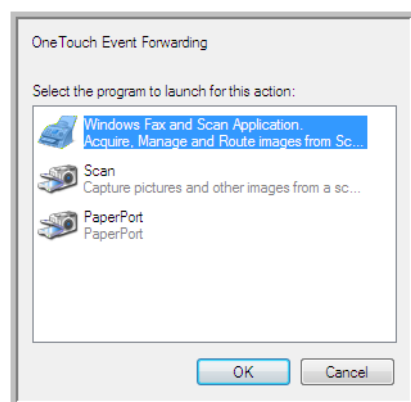 OneTouch Event Forwarding
Select the program to launch for this action:
Windows Fax and Scan Application.
Acquire, Manage and Route images from Sc...
Scan
Capture pictures and other images from a sc...
PaperPort
PaperPort
OK Cancel